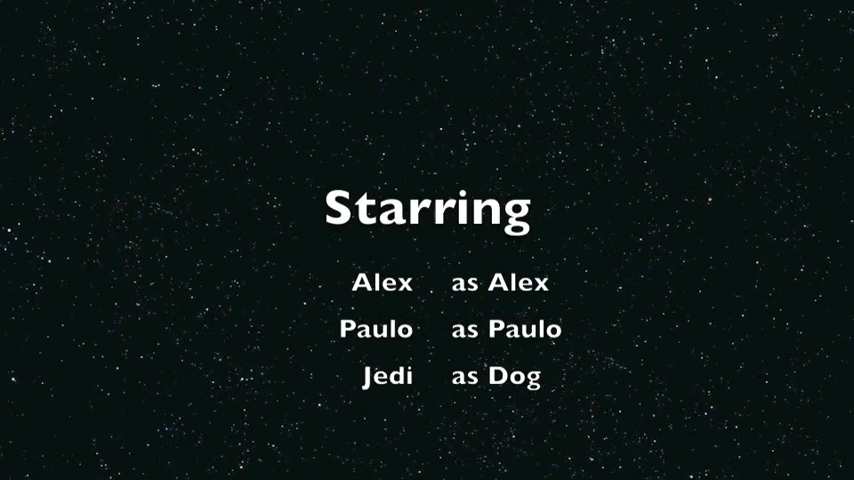 Starring
Alex as Alex
Paulo as Paulo
Jedi as Dog